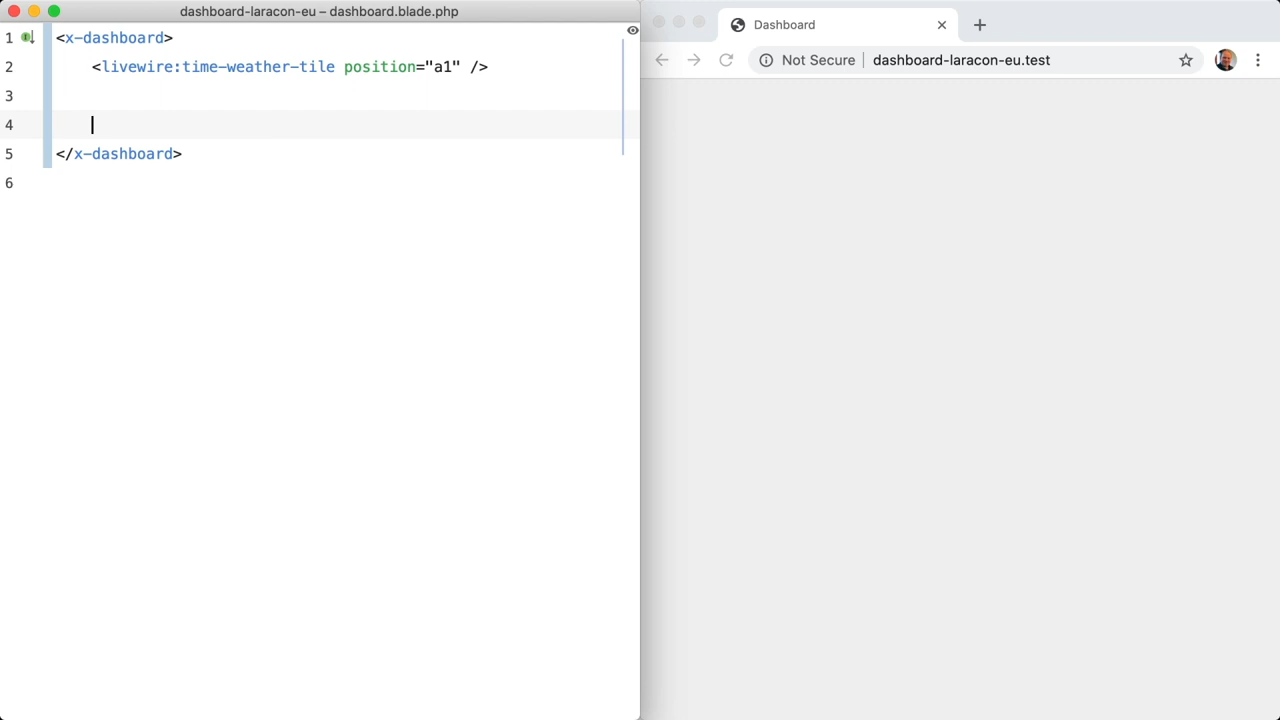 dashboard-laracon-eu – dashboard.blade.php
1 <x-dashboard>
2     <livewire:time-weather-tile position="a1" />
3
4
5 </x-dashboard>
6
Dashboard
Not Secure | dashboard-laracon-eu.test